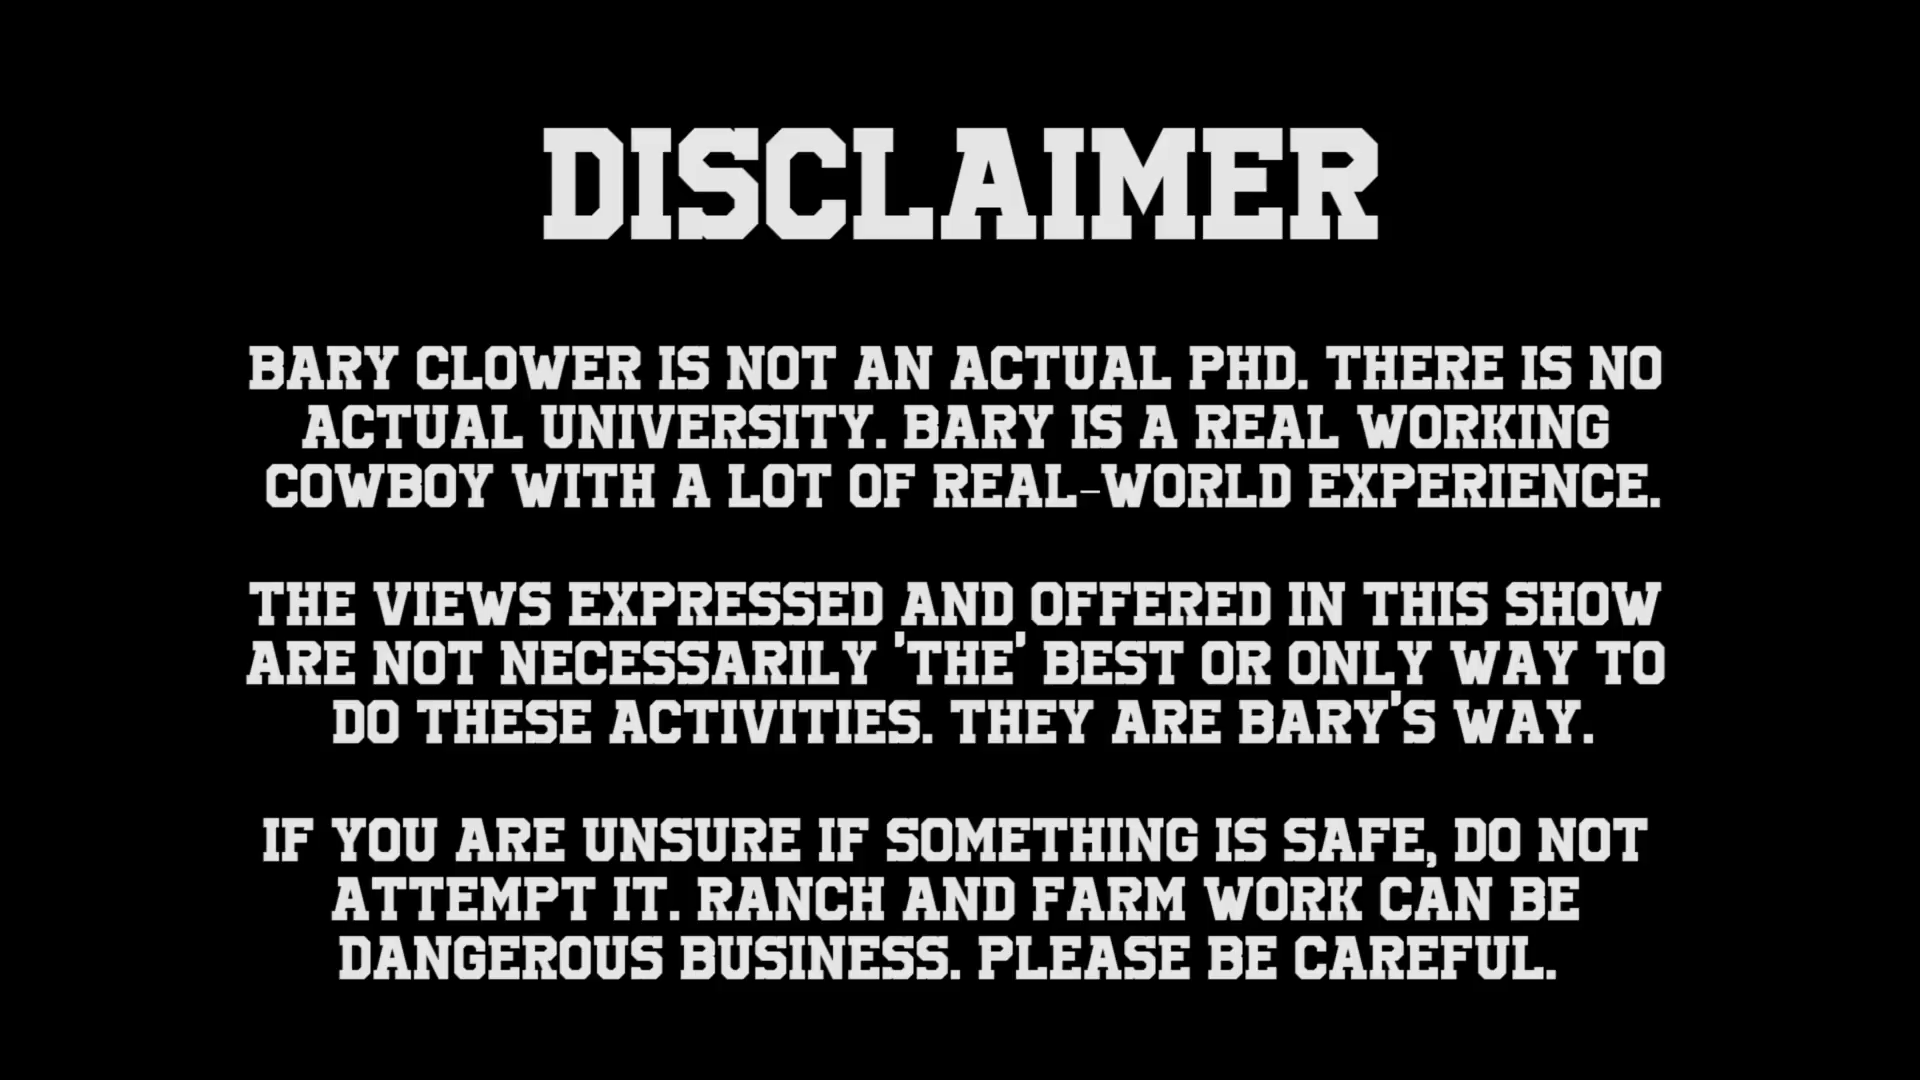 DISCLAIMER
BARY CLOWER IS NOT AN ACTUAL PHD. THERE IS NO
ACTUAL UNIVERSITY. BARY IS A REAL WORKING
COWBOY WITH A LOT OF REAL-WORLD EXPERIENCE.
THE VIEWS EXPRESSED AND OFFERED IN THIS SHOW
ARE NOT NECESSARILY 'THE' BEST OR ONLY WAY TO
DO THESE ACTIVITIES. THEY ARE BARY'S WAY.
IF YOU ARE UNSURE IF SOMETHING IS SAFE, DO NOT
ATTEMPT IT. RANCH AND FARM WORK CAN BE
DANGEROUS BUSINESS. PLEASE BE CAREFUL.